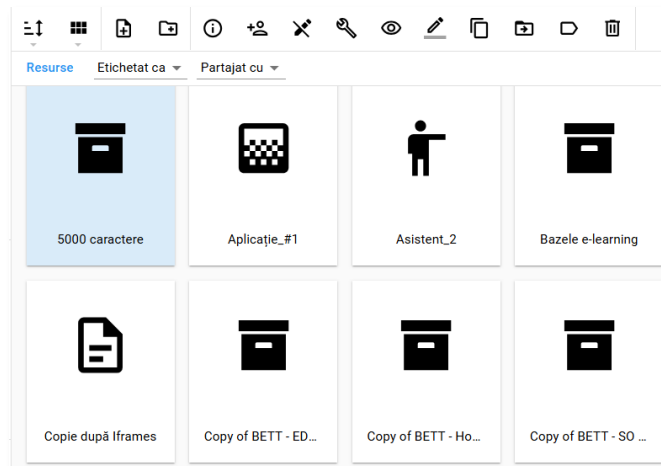 Resurse Etichetat ca Partajat cu
5000 caractere Aplicație_#1 Asistent_2 Bazele e-learning
Copie după Iframes Copy of BETT - ED... Copy of BETT - Ho... Copy of BETT - SO ...